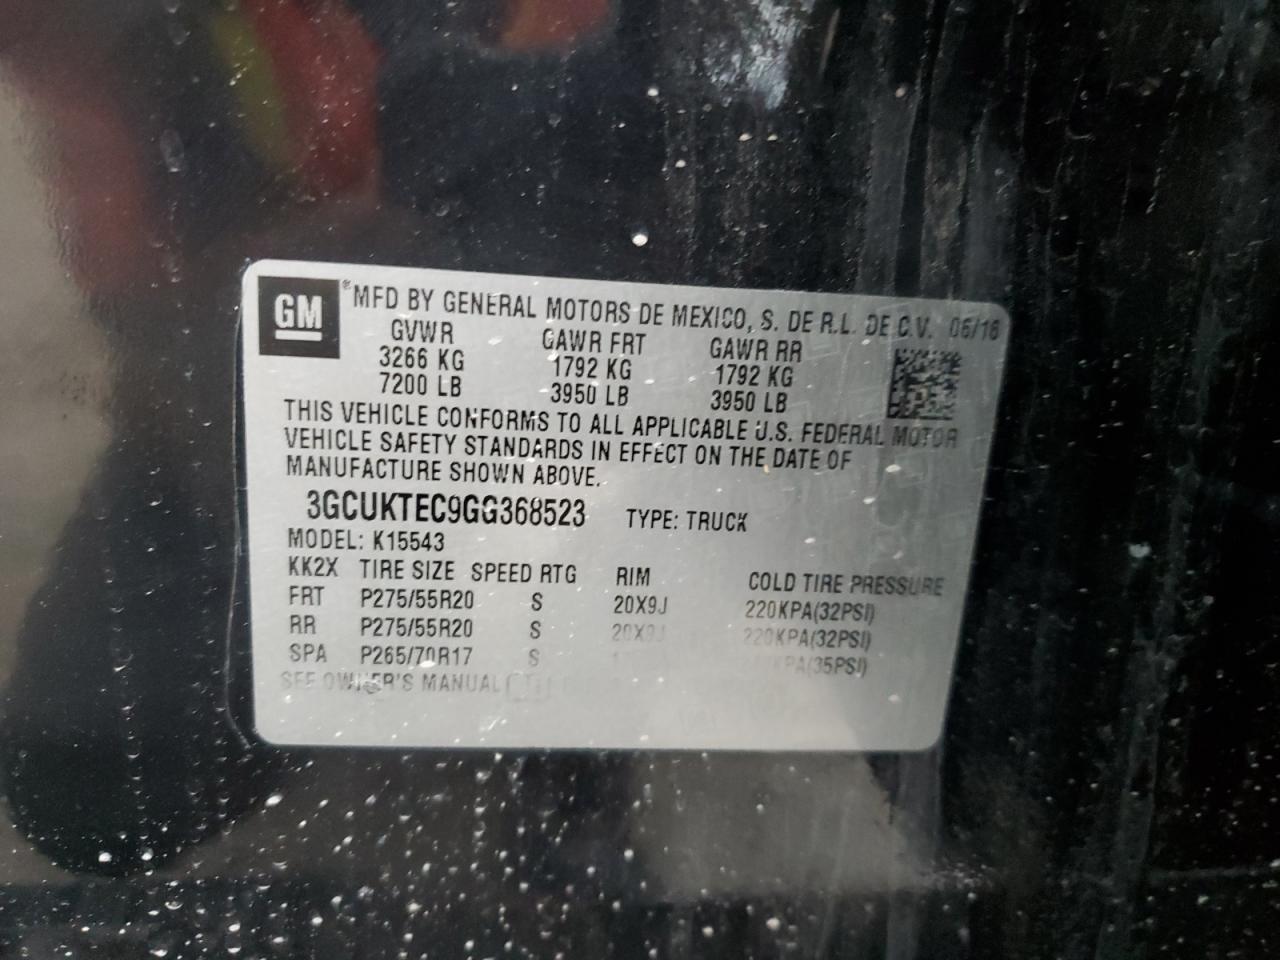 GM
® MFD BY GENERAL MOTORS DE MEXICO, S. DE R.L. DE C.V. 06/16
GVWR GAWR FRT GAWR RR
3266 KG 1792 KG 1792 KG
7200 LB 3950 LB 3950 LB
THIS VEHICLE CONFORMS TO ALL APPLICABLE U.S. FEDERAL MOTOR
VEHICLE SAFETY STANDARDS IN EFFECT ON THE DATE OF
MANUFACTURE SHOWN ABOVE.
3GCUKTEC9GG368523 TYPE: TRUCK
MODEL: K15543
KK2X TIRE SIZE SPEED RTG RIM COLD TIRE PRESSURE
FRT P275/55R20 S 20X9J 220KPA(32PSI)
RR P275/55R20 S 20X9J 220KPA(32PSI)
SPA P265/70R17 S
SEE OWNER'S MANUAL